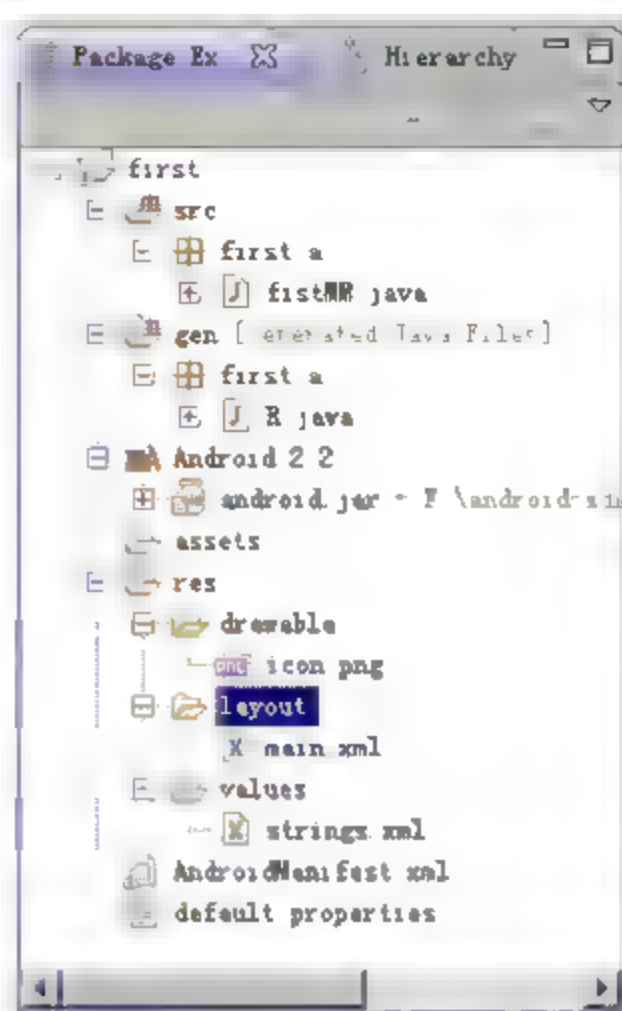 Package Ex Hierarchy
first
src
first a
fistMR java
gen [ enerated Java Files]
first a
R java
Android 2 2
android jar - F \android-
assets
res
drawable
icon png
layout
main xml
values
strings xml
AndroidManifest xml
default properties